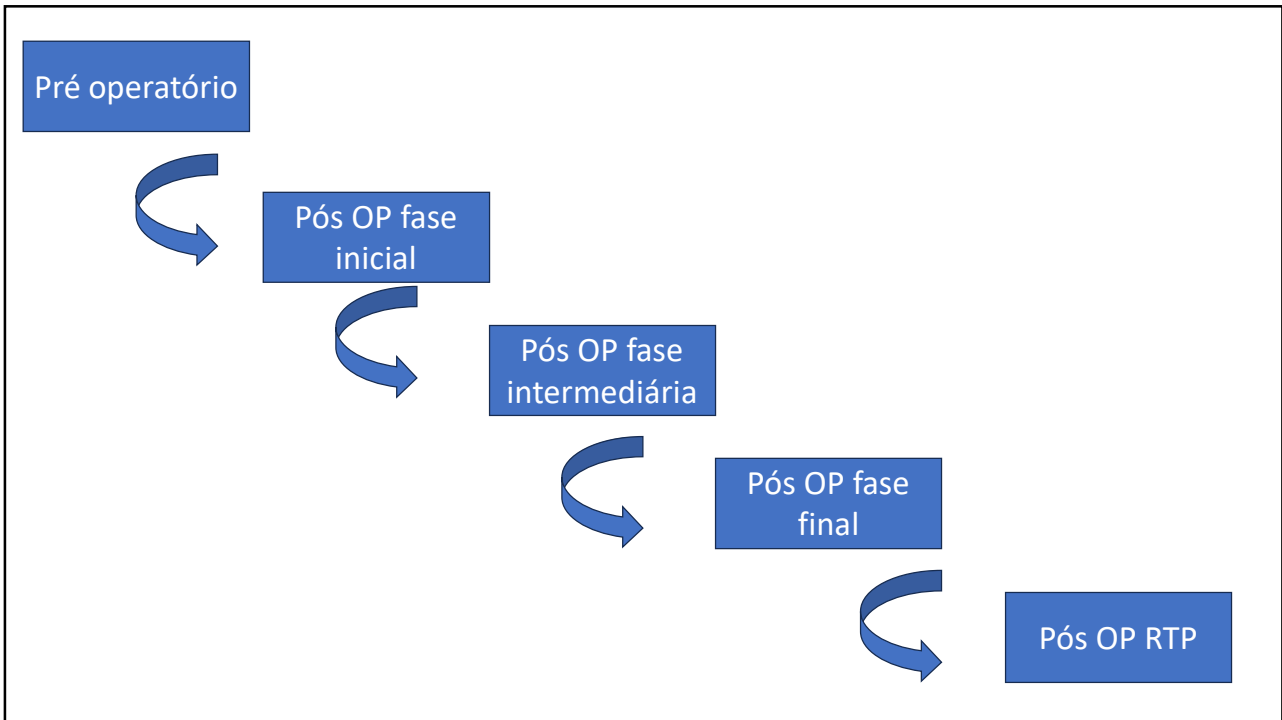 Pré operatório
Pós OP fase
inicial
Pós OP fase
intermediária
Pós OP fase
final
Pós OP RTP